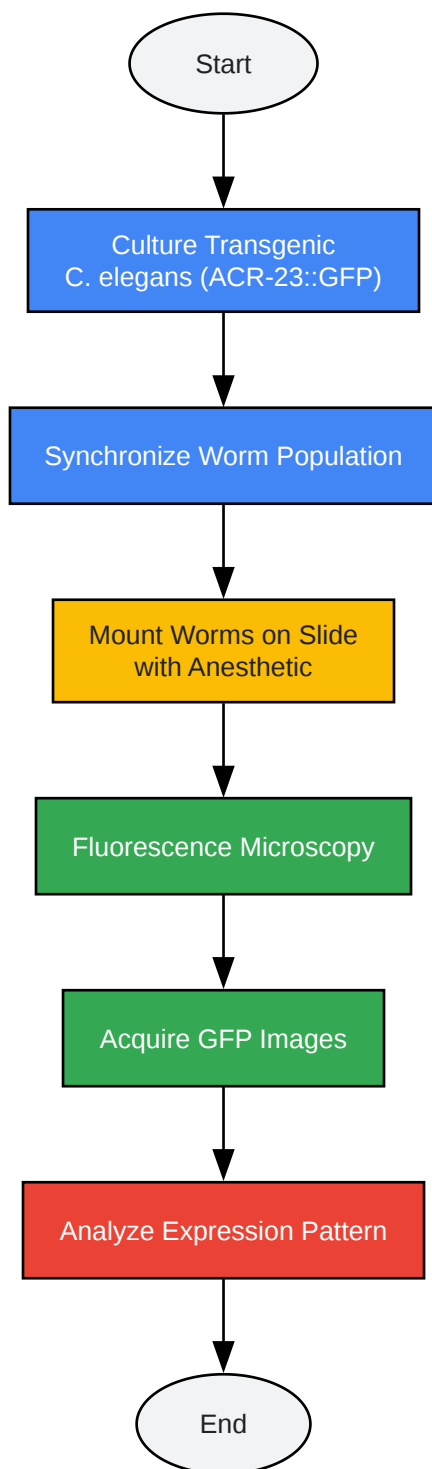 Start
Culture Transgenic
C. elegans (ACR-23::GFP)
Synchronize Worm Population
Mount Worms on Slide
with Anesthetic
Fluorescence Microscopy
Acquire GFP Images
Analyze Expression Pattern
End